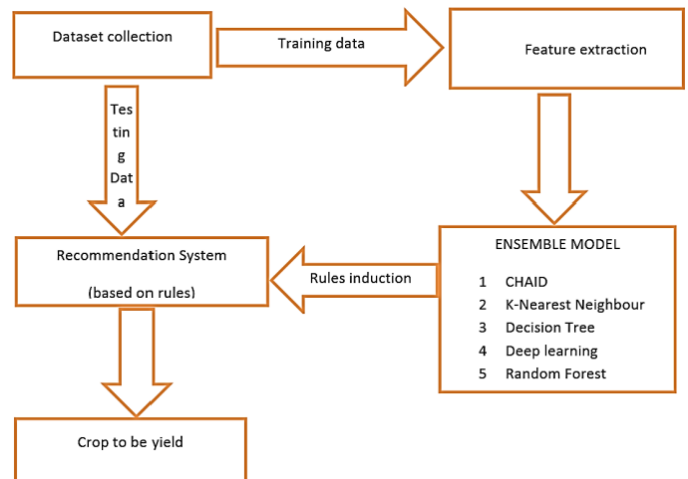 Dataset collection
Training data
Feature extraction
Tes
tin
g
Dat
a
Recommendation System
(based on rules)
Rules induction
ENSEMBLE MODEL
1 CHAID
2 K-Nearest Neighbour
3 Decision Tree
4 Deep learning
5 Random Forest
Crop to be yield